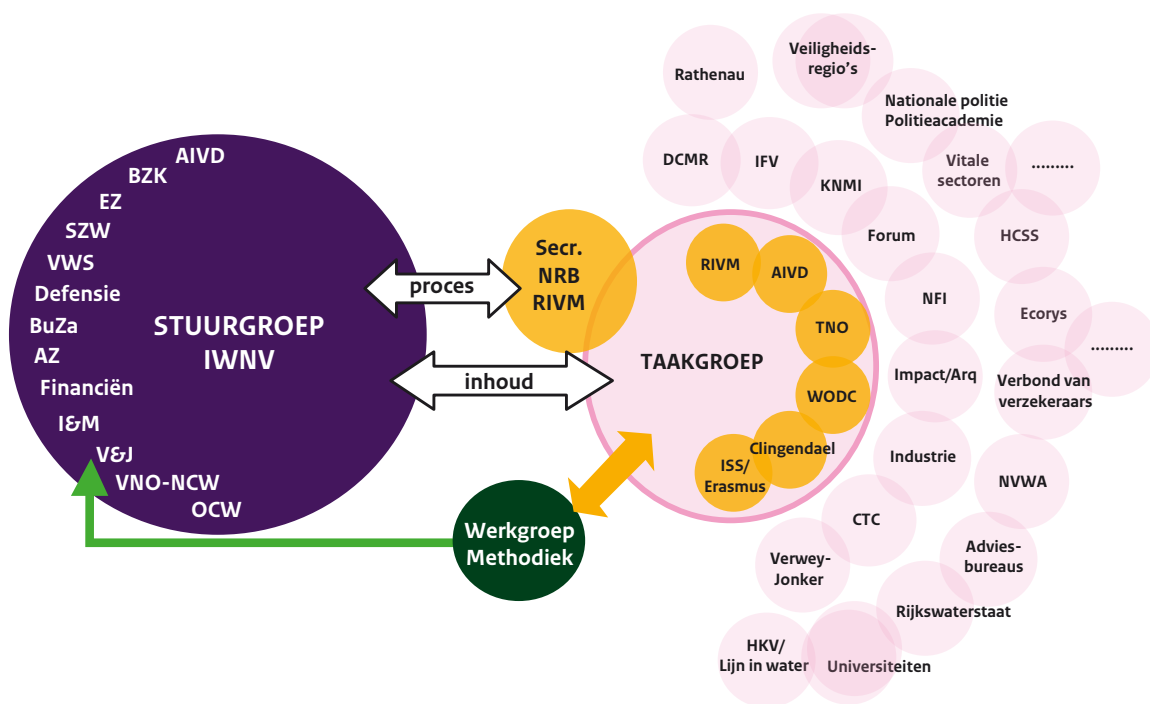 AIVD
BZK
EZ
SZW
VWS
Defensie
BuZa
AZ
Financiën
I&M
V&J
VNO-NCW
OCW
STUURGROEP
IWNV
proces
inhoud
Secr.
NRB
RIVM
Werkgroep
Methodiek
TAAKGROEP
RIVM
AIVD
TNO
WODC
Clingendael
ISS/
Erasmus
Rathenau
Veiligheids-
regio's
Nationale politie
Politieacademie
DCMR
IFV
KNMI
Vitale
sectoren
.........
Forum
HCSS
NFI
Ecorys
.........
Impact/Arq
Verbond van
verzekeraars
Industrie
NVWA
CTC
Advies-
bureaus
Verwey-
Jonker
Rijkswaterstaat
HKV/
Lijn in water
Universiteiten